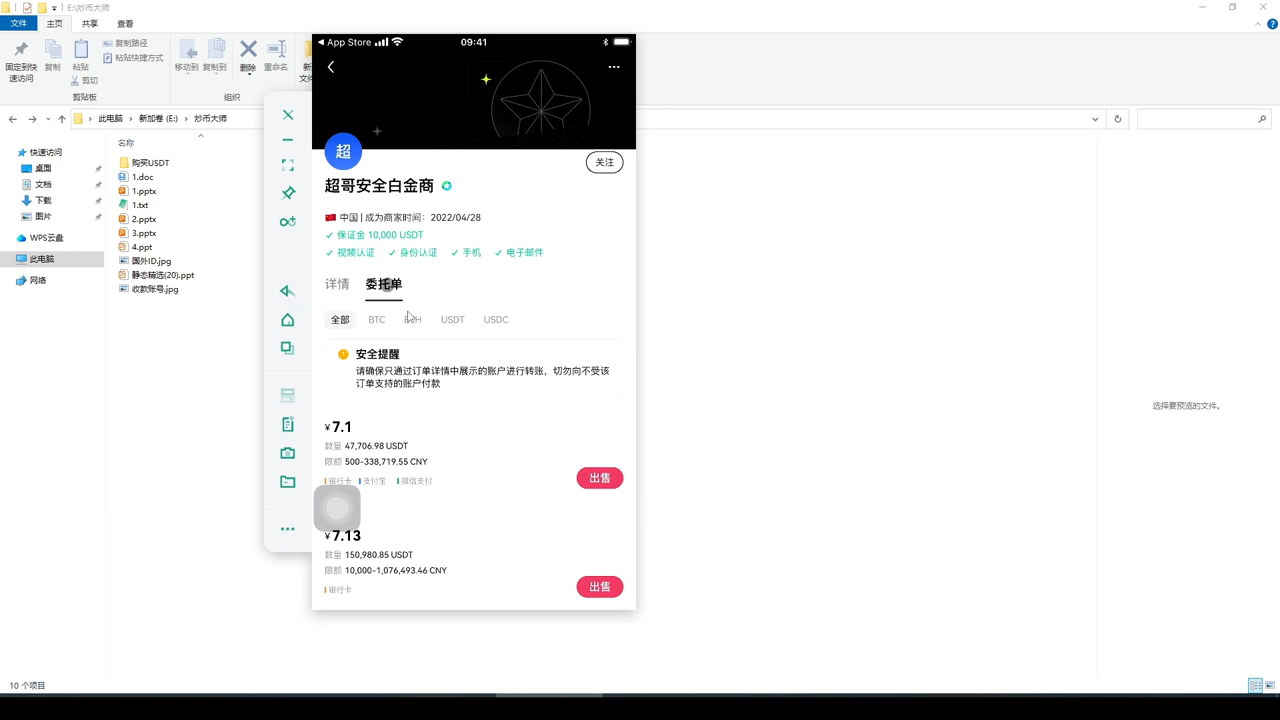 E:\炒币大师
文件
主页
共享
查看
固定到快速访问
复制
粘贴
复制路径
粘贴快捷方式
剪切
剪贴板
移动到
复制到
删除
重命名
组织
新
文件
此电脑
新加卷 (E:)
炒币大师
快速访问
桌面
文档
下载
图片
WPS云盘
此电脑
网络
名称
购买USDT
1.doc
1.pptx
1.txt
2.pptx
3.pptx
4.ppt
国外ID.jpg
静态精选(20).ppt
收款账号.jpg
App Store
09:41
超
关注
超哥安全白金商
中国 | 成为商家时间: 2022/04/28
保证金 10,000 USDT
视频认证
身份认证
手机
电子邮件
详情
委托单
全部
BTC
USDT
USDC
安全提醒
请确保只通过订单详情中展示的账户进行转账，切勿向不受该
订单支持的账户付款
¥7.1
数量 47,706.98 USDT
限额 500-338,719.55 CNY
银行卡
支付宝
微信支付
出售
¥7.13
数量 150,980.85 USDT
限额 10,000-1,076,493.46 CNY
银行卡
出售
选择要预览的文件。
10 个项目